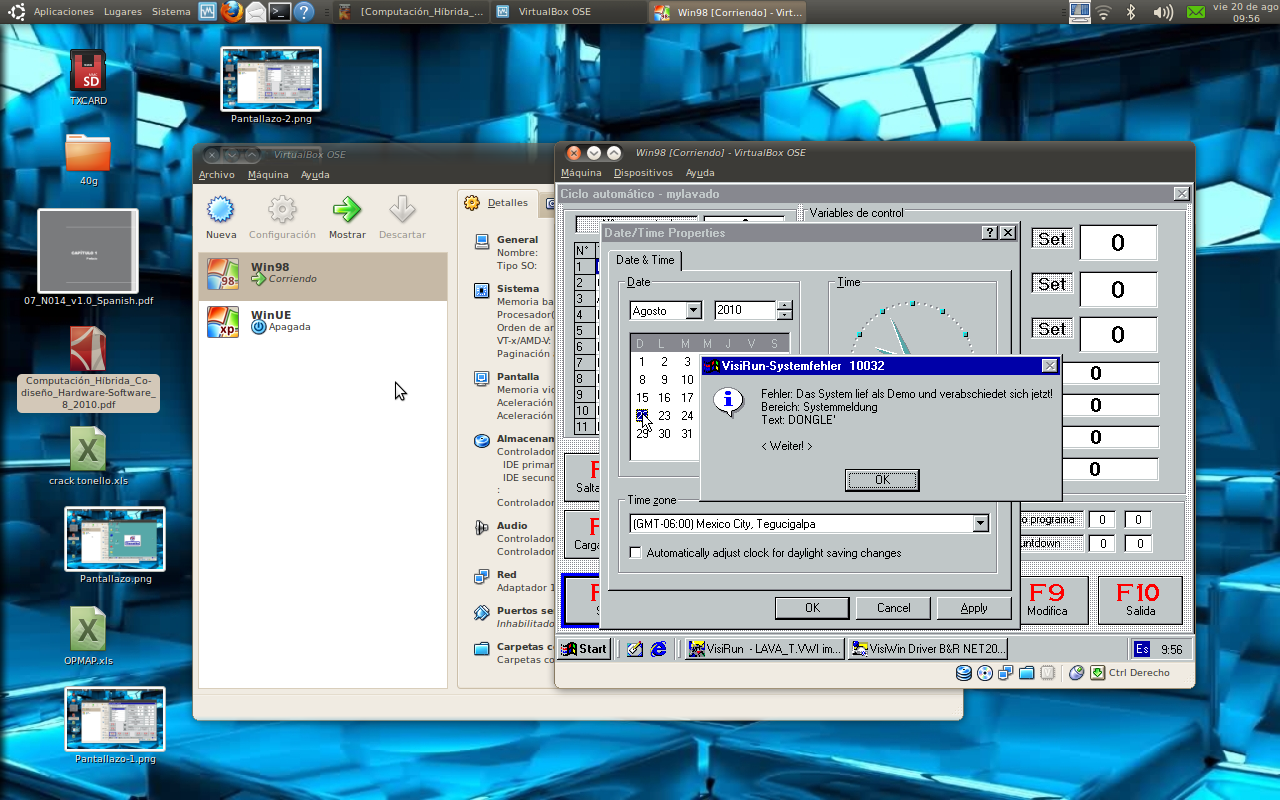 Aplicaciones Lugares Sistema
[Computación_Híbrida_...
VirtualBox OSE
Win98 [Corriendo] - Virt...
vie 20 de ago
09:56
TXCARD
Pantallazo-2.png
40g
07_N014_v1.0_Spanish.pdf
Computación_Híbrida_Co-
diseño_Hardware-Software_
8_2010.pdf
crack tonello.xls
Pantallazo.png
OPMAP.xls
Pantallazo-1.png
VirtualBox OSE
Archivo Máquina Ayuda
Nueva Configuración Mostrar Descartar
Win98
Corriendo
WinUE
Apagada
Detalles
General
Nombre:
Tipo SO:
Sistema
Memoria ba
Procesador(
Orden de ar
VT-x/AMD-V:
Paginación
Pantalla
Memoria vid
Aceleración
Aceleración
Almacenam
Controlador
IDE primar
IDE secund
:
Controlador
Audio
Controlador
Controlador
Red
Adaptador 1
Puertos se
Inhabilitado
Carpetas co
Carpetas co
Win98 [Corriendo] - VirtualBox OSE
Máquina Dispositivos Ayuda
Ciclo automático - mylavado
Variables de control
N°
1
2
3
4
5
6
7
8
9
10
11
Set 0
Set 0
Set 0
0
0
0
0
o programa 0 0
untdown 0 0
Salta
Carga
F9
Modifica
F10
Salida
Date/Time Properties
Date & Time
Date
Agosto 2010
D L M M J V S
1 2 3
8 9 10
15 16 17
23 24
29 30 31
Time
Time zone
(GMT-06:00) Mexico City, Tegucigalpa
Automatically adjust clock for daylight saving changes
OK Cancel Apply
VisiRun-Systemfehler 10032
Fehler: Das System lief als Demo und verabschiedet sich jetzt!
Bereich: Systemmeldung
Text: DONGLE'
< Weiter! >
OK
Start
VisiRun - LAVA_T.VWI im...
VisiWin Driver B&R NET20...
Es 9:56
Ctrl Derecho